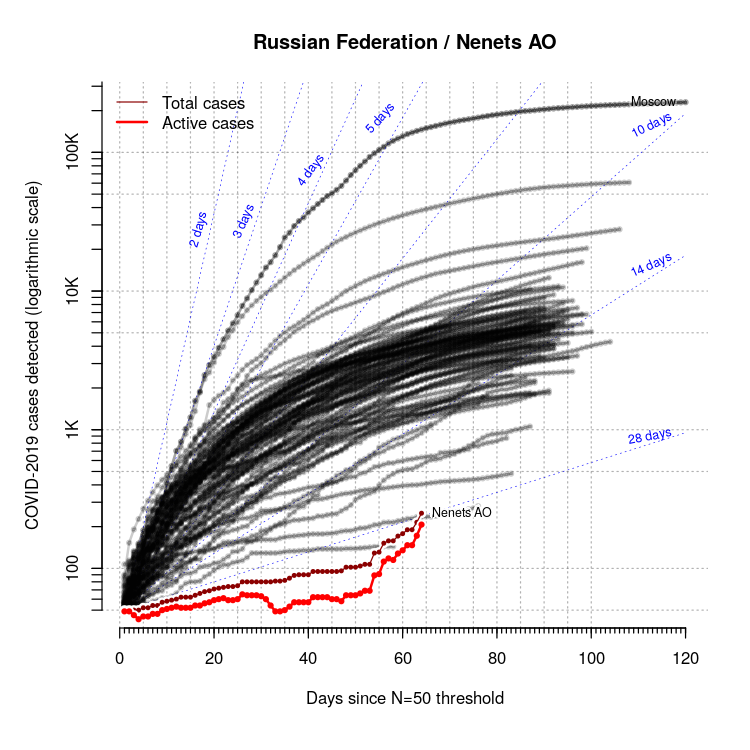 Russian Federation / Nenets AO
Total cases
Active cases
Moscow
2 days
3 days
4 days
5 days
10 days
14 days
28 days
Nenets AO
COVID-2019 cases detected (logarithmic scale)
100K
10K
1K
100
0 20 40 60 80 100 120
Days since N=50 threshold